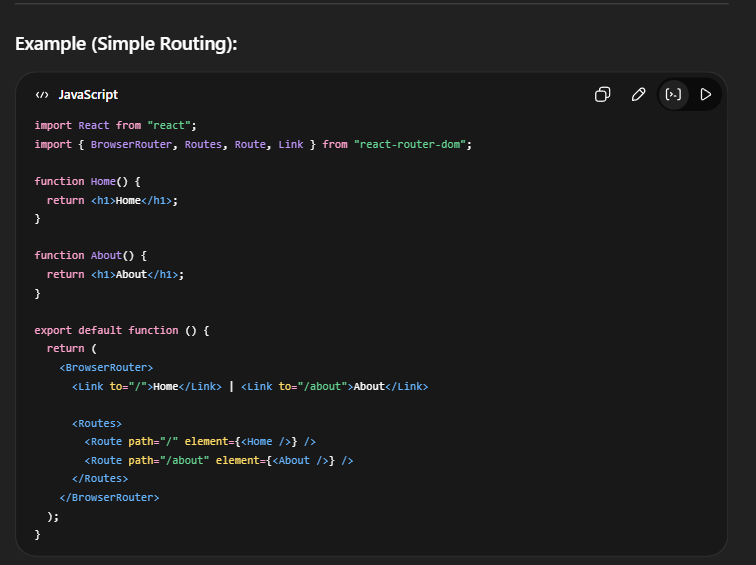 Example (Simple Routing):
JavaScript
import React from "react";
import { BrowserRouter, Routes, Route, Link } from "react-router-dom";

function Home() {
  return <h1>Home</h1>;
}

function About() {
  return <h1>About</h1>;
}

export default function () {
  return (
    <BrowserRouter>
      <Link to="/">Home</Link> | <Link to="/about">About</Link>

      <Routes>
        <Route path="/" element={<Home />} />
        <Route path="/about" element={<About />} />
      </Routes>
    </BrowserRouter>
  );
}